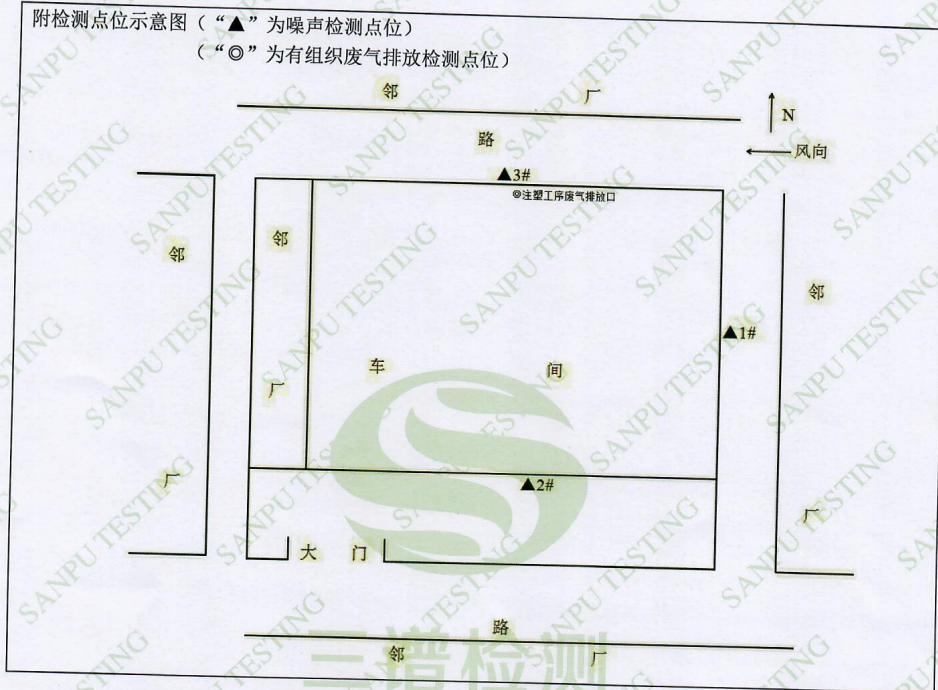 附检测点位示意图（“▲”为噪声检测点位）
（“◎”为有组织废气排放检测点位）
邻 厂
N
路
风向
▲3#
◎注塑工序废气排放口
邻
邻
邻
▲1#
车 间
厂
厂
▲2#
厂
大 门
路
邻 厂
三谱检测
SANPU TESTING